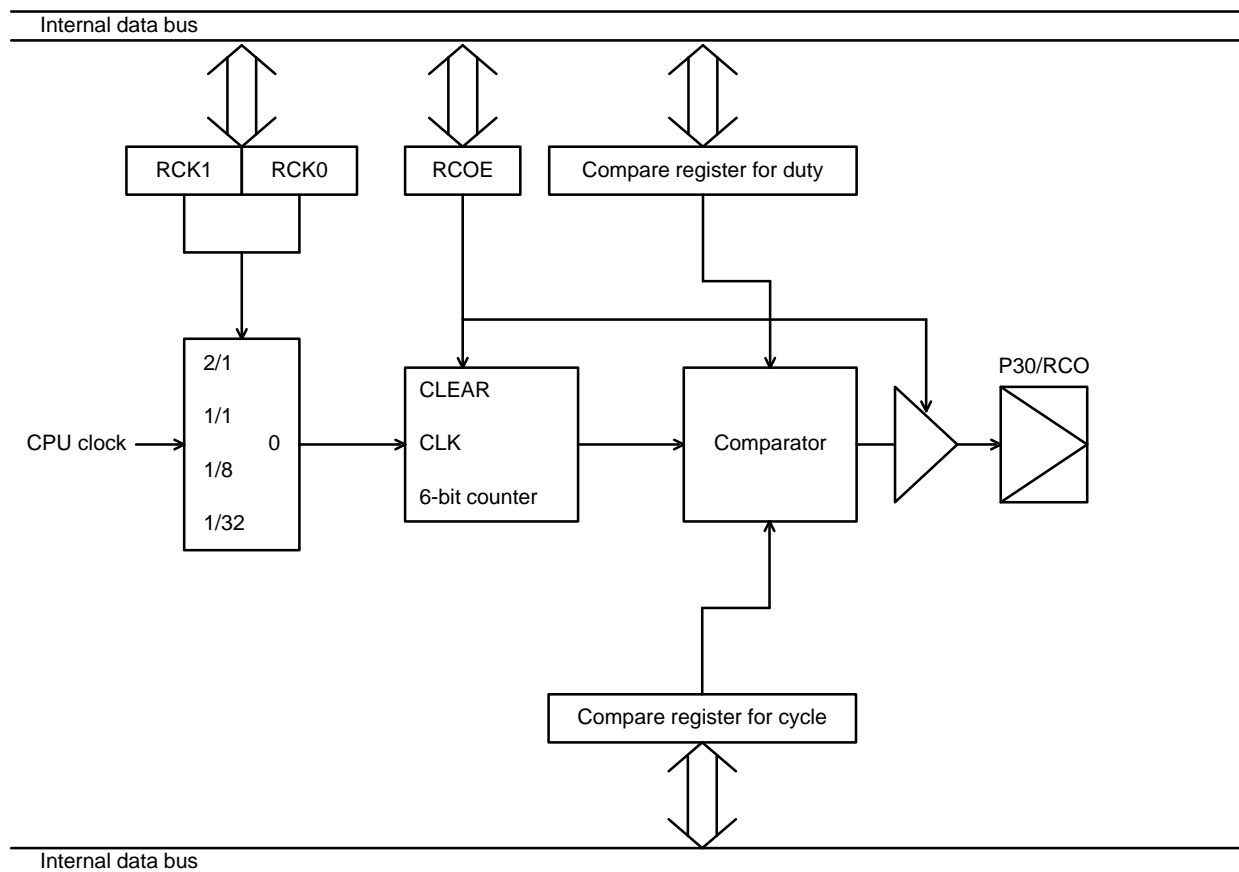 Internal data bus
RCK1
RCK0
RCOE
Compare register for duty
2/1
1/1
1/8
1/32
0
CPU clock
CLEAR
CLK
6-bit counter
Comparator
P30/RCO
Compare register for cycle
Internal data bus